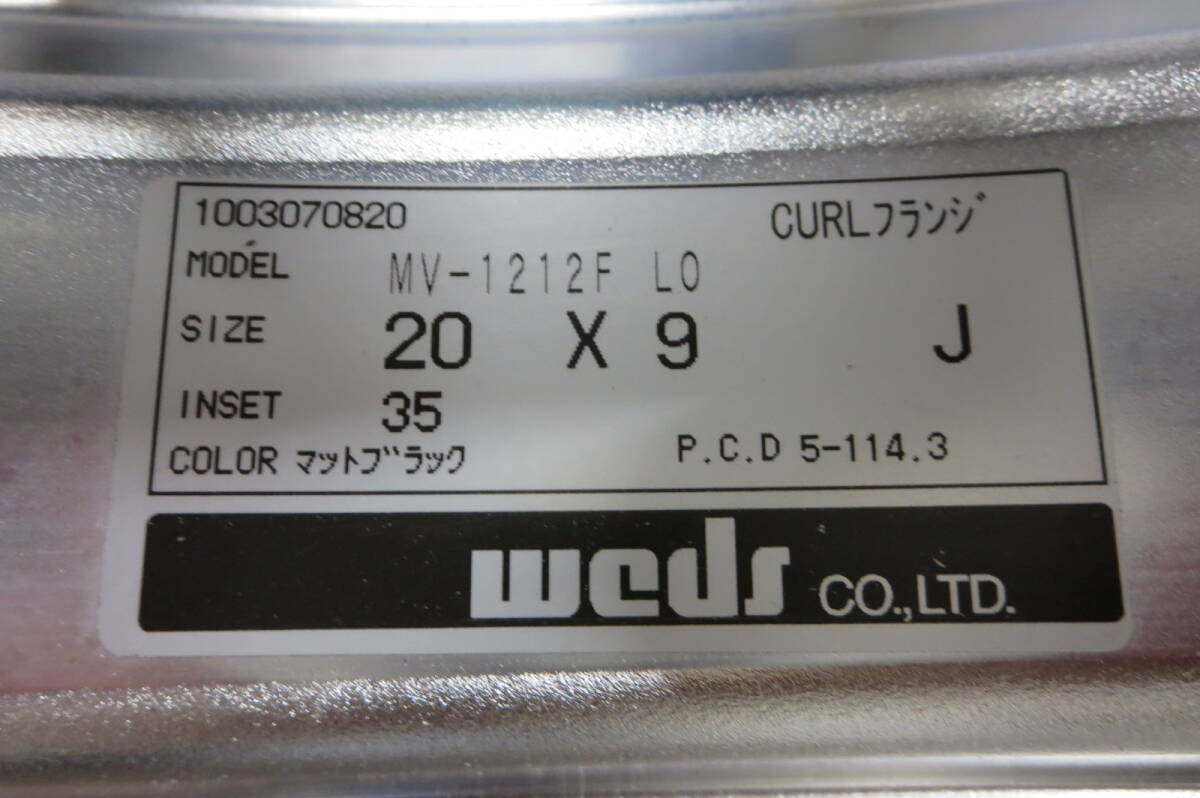 1003070820 CURLフランジ
MODEL MV-1212F LO
SIZE 20 X 9 J
INSET 35
COLOR マットブラック P.C.D 5-114.3
weds CO.,LTD.